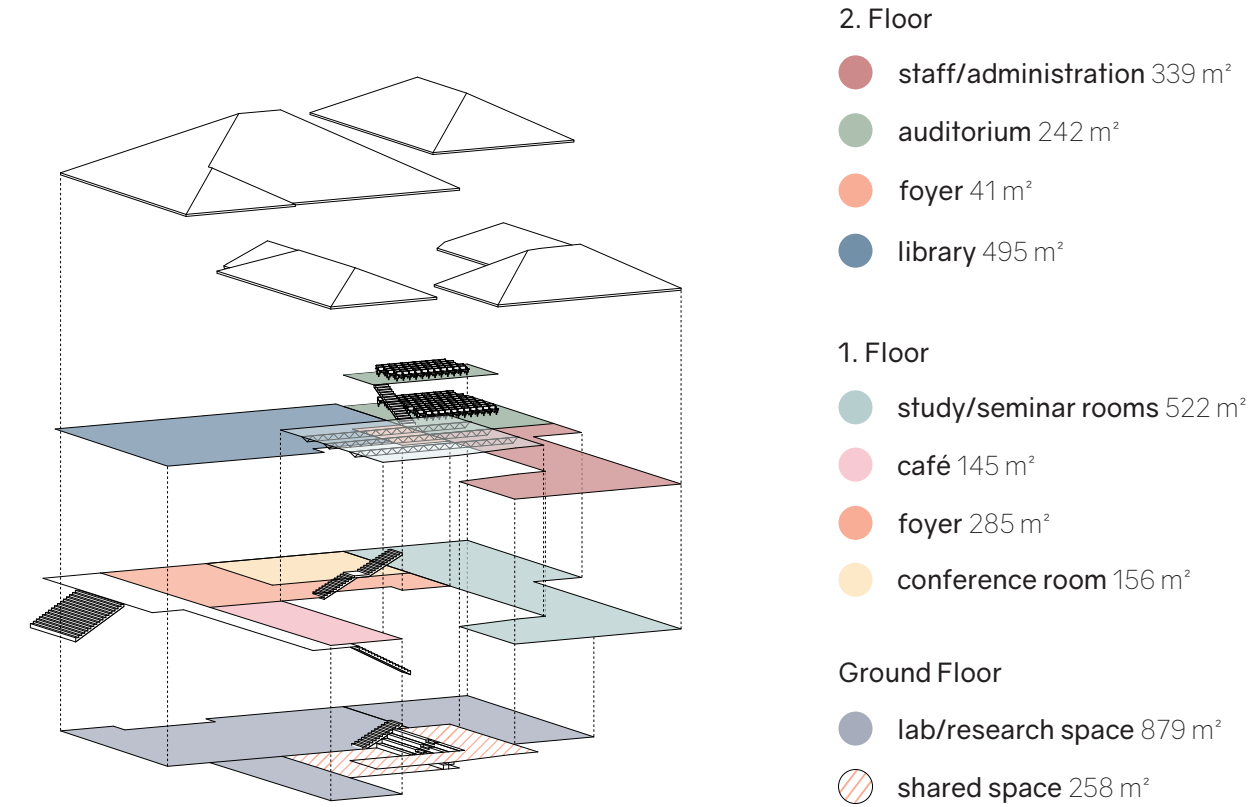 2. Floor
staff/administration 339 m²
auditorium 242 m²
foyer 41 m²
library 495 m²
1. Floor
study/seminar rooms 522 m²
café 145 m²
foyer 285 m²
conference room 156 m²
Ground Floor
lab/research space 879 m²
shared space 258 m²